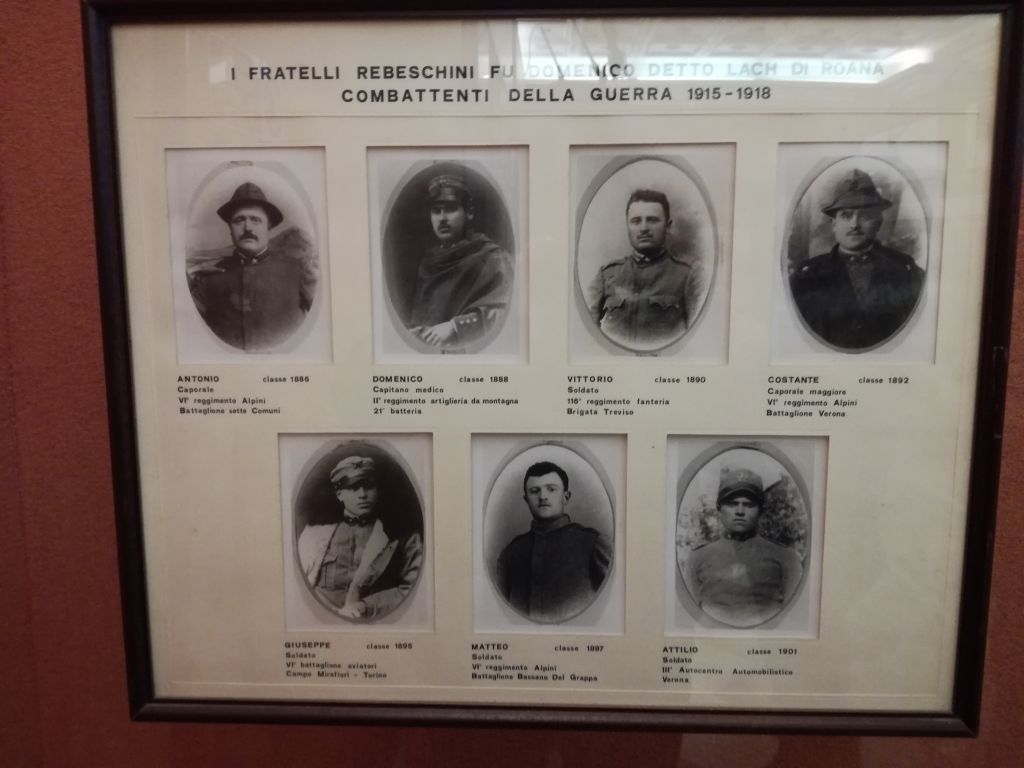 I FRATELLI REBESCHINI FU DOMENICO DETTO LACH DI ROANA
COMBATTENTI DELLA GUERRA 1915-1918
ANTONIO classe 1886
Caporale
VI° reggimento Alpini
Battaglione sette Comuni
DOMENICO classe 1888
Capitano medico
II° reggimento artiglieria da montagna
21° batteria
VITTORIO classe 1890
Soldato
116° reggimento fanteria
Brigata Treviso
COSTANTE classe 1892
Caporale maggiore
VI° reggimento Alpini
Battaglione Verona
GIUSEPPE classe 1895
Soldato
VI° battaglione aviatori
Campo Mirafiori - Torino
MATTEO classe 1897
Soldato
VI° reggimento Alpini
Battaglione Bassano Del Grappa
ATTILIO classe 1901
Soldato
III° Autocentro Automobilistico
Verona